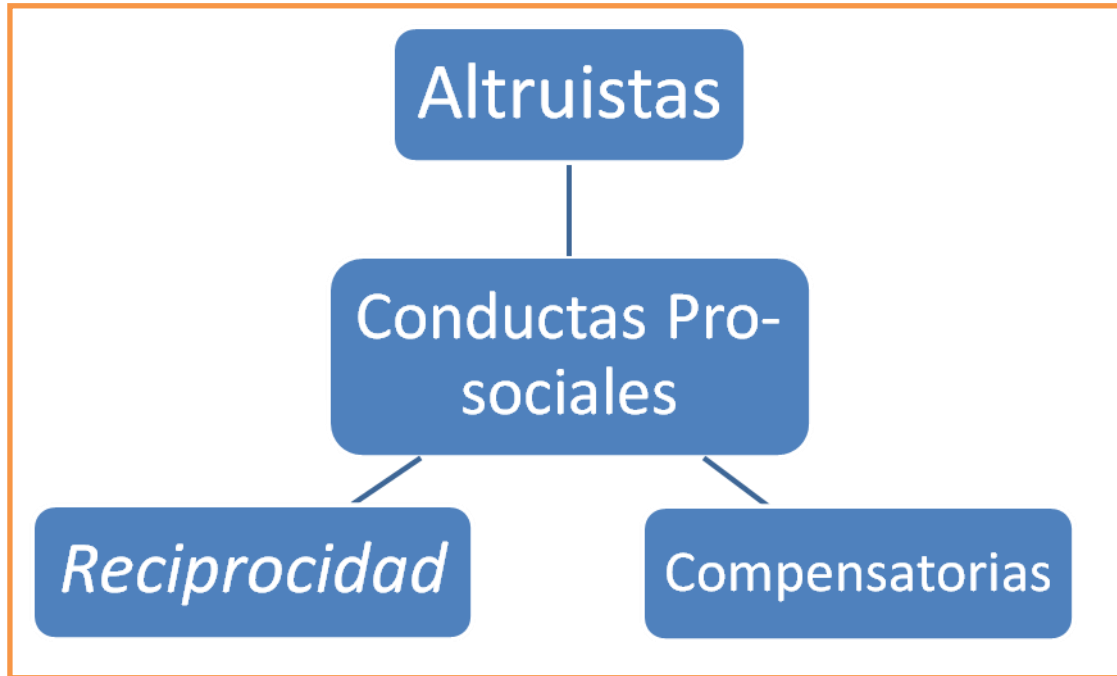 Altruistas
Conductas Pro-
sociales
Reciprocidad
Compensatorias